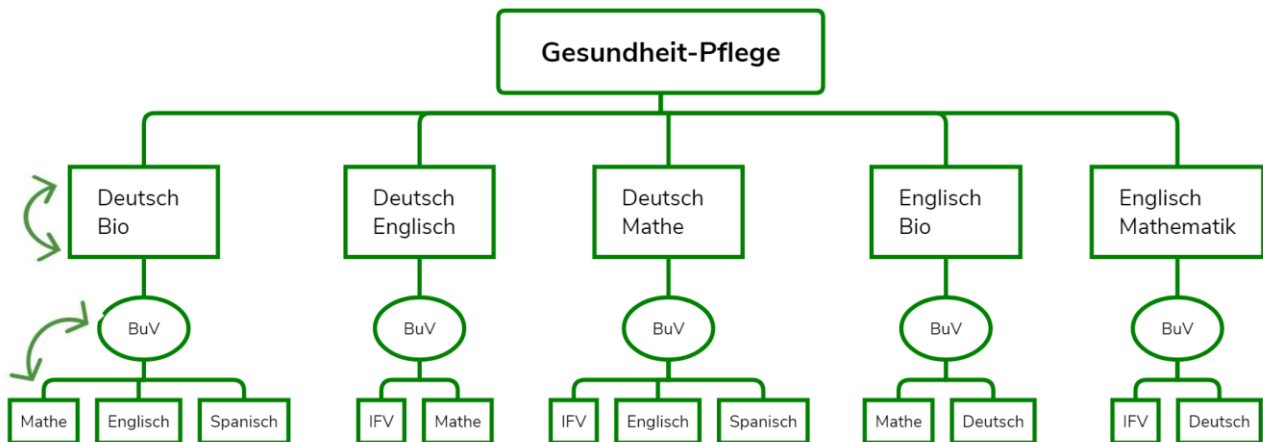 Gesundheit-Pflege
Deutsch
Bio
Deutsch
Englisch
Deutsch
Mathe
Englisch
Bio
Englisch
Mathematik
BuV
BuV
BuV
BuV
BuV
Mathe
Englisch
Spanisch
IFV
Mathe
IFV
Englisch
Spanisch
Mathe
Deutsch
IFV
Deutsch